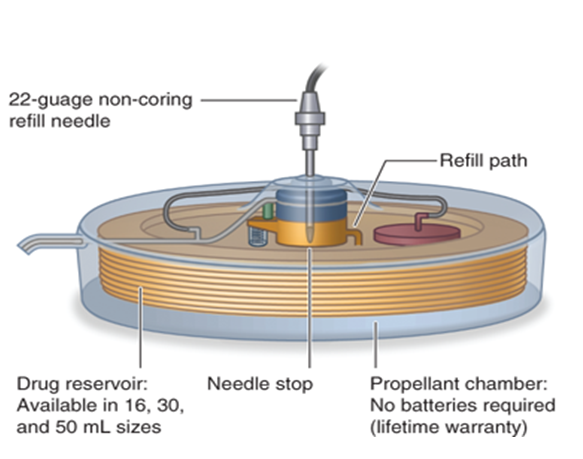 22-guage non-coring
refill needle
Refill path
Drug reservoir:
Available in 16, 30,
and 50 mL sizes
Needle stop
Propellant chamber:
No batteries required
(lifetime warranty)